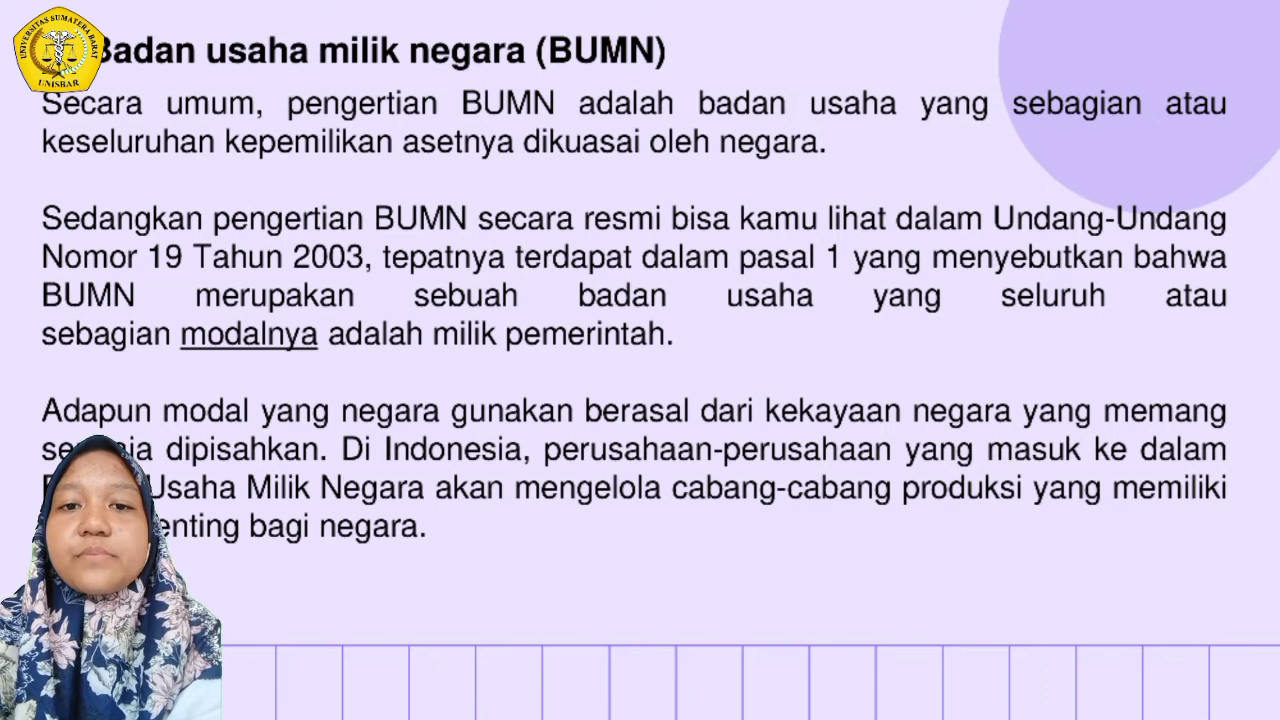 UNIVERSITAS SUMATERA BARAT
UNISBAR
Badan usaha milik negara (BUMN)
Secara umum, pengertian BUMN adalah badan usaha yang sebagian atau
keseluruhan kepemilikan asetnya dikuasai oleh negara.
Sedangkan pengertian BUMN secara resmi bisa kamu lihat dalam Undang-Undang
Nomor 19 Tahun 2003, tepatnya terdapat dalam pasal 1 yang menyebutkan bahwa
BUMN merupakan sebuah badan usaha yang seluruh atau
sebagian modalnya adalah milik pemerintah.
Adapun modal yang negara gunakan berasal dari kekayaan negara yang memang
dipisahkan. Di Indonesia, perusahaan-perusahaan yang masuk ke dalam
Usaha Milik Negara akan mengelola cabang-cabang produksi yang memiliki
bagi negara.